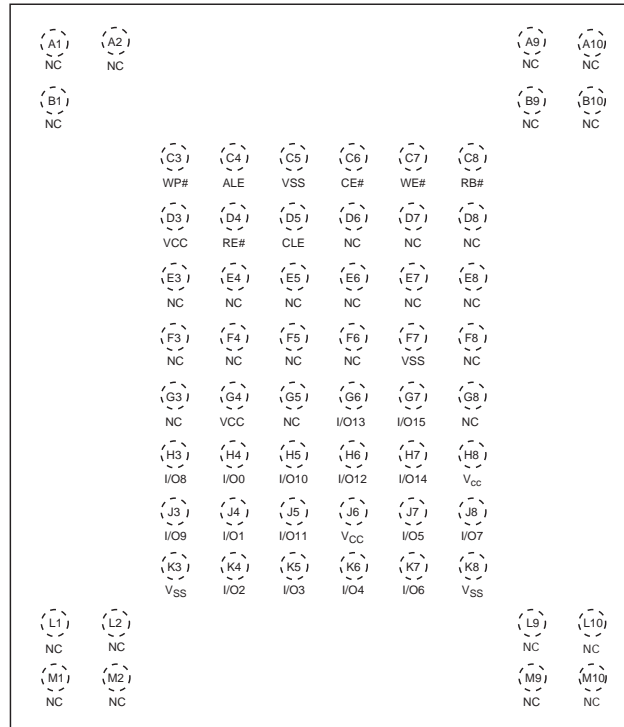 A1 A2 A9 A10
NC NC NC NC
B1 B9 B10
NC NC NC
C3 C4 C5 C6 C7 C8
WP# ALE VSS CE# WE# RB#
D3 D4 D5 D6 D7 D8
VCC RE# CLE NC NC NC
E3 E4 E5 E6 E7 E8
NC NC NC NC NC NC
F3 F4 F5 F6 F7 F8
NC NC NC NC VSS NC
G3 G4 G5 G6 G7 G8
NC VCC NC I/O13 I/O15 NC
H3 H4 H5 H6 H7 H8
I/O8 I/O0 I/O10 I/O12 I/O14 Vcc
J3 J4 J5 J6 J7 J8
I/O9 I/O1 I/O11 VCC I/O5 I/O7
K3 K4 K5 K6 K7 K8
VSS I/O2 I/O3 I/O4 I/O6 VSS
L1 L2 L9 L10
NC NC NC NC
M1 M2 M9 M10
NC NC NC NC